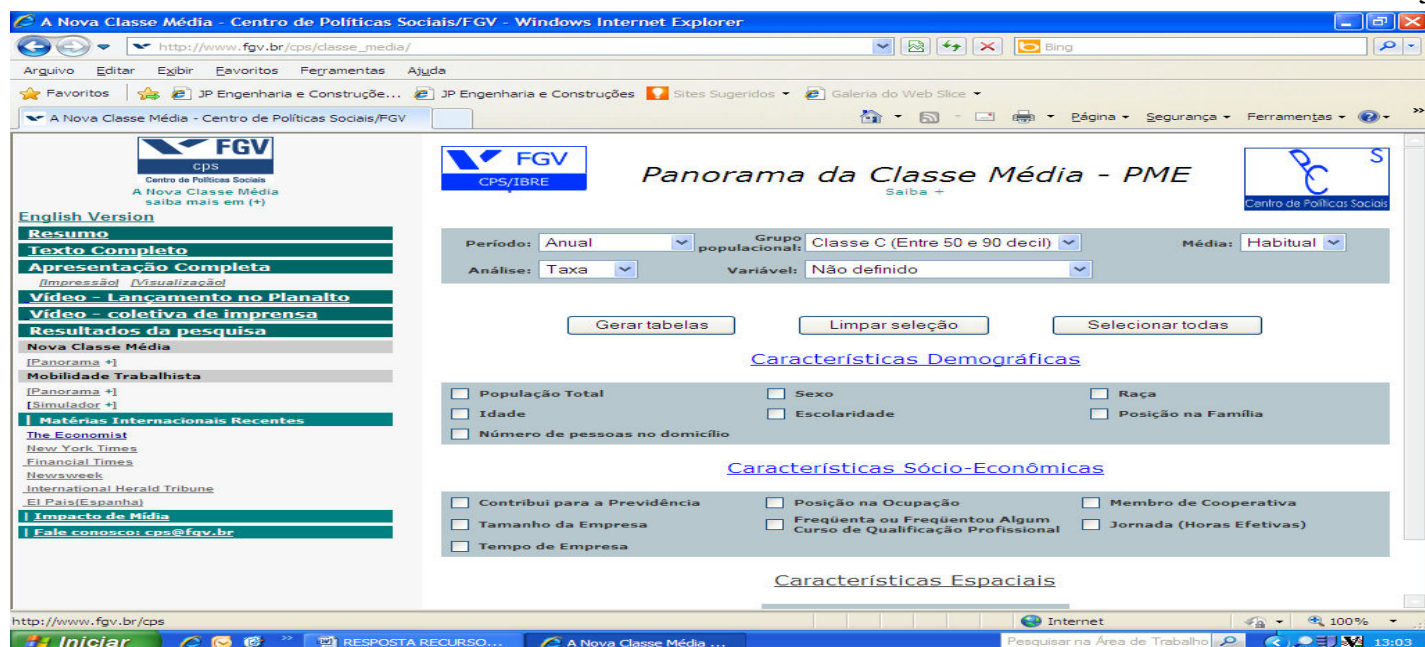 A Nova Classe Média - Centro de Políticas Sociais/FGV - Windows Internet Explorer
http://www.fgv.br/cps/classe_media/
Bing
Arquivo Editar Exibir Favoritos Ferramentas Ajuda
Favoritos JP Engenharia e Construçõe... JP Engenharia e Construções Sites Sugeridos Galeria do Web Slice
A Nova Classe Média - Centro de Políticas Sociais/FGV Página Segurança Ferramentas
FGV
cps
Centro de Políticas Sociais
A Nova Classe Média
saiba mais em (+)
English Version
Resumo
Texto Completo
Apresentação Completa
[Impressão] [Visualização]
Vídeo - Lançamento no Planalto
Vídeo - coletiva de imprensa
Resultados da pesquisa
Nova Classe Média
[Panorama +]
Mobilidade Trabalhista
[Panorama +]
[Simulador +]
| Matérias Internacionais Recentes
The Economist
New York Times
Financial Times
Newsweek
International Herald Tribune
El Pais(Espanha)
| Impacto de Mídia
| Fale conosco: cps@fgv.br
FGV
CPS/IBRE
Panorama da Classe Média - PME
Saiba +
CPS
Centro de Políticas Sociais
Período: Anual Grupo populacional: Classe C (Entre 50 e 90 decil) Média: Habitual
Análise: Taxa Variável: Não definido
Gerar tabelas Limpar seleção Selecionar todas
Características Demográficas
População Total Sexo Raça
Idade Escolaridade Posição na Família
Número de pessoas no domicílio
Características Sócio-Econômicas
Contribui para a Previdência Posição na Ocupação Membro de Cooperativa
Tamanho da Empresa Freqüenta ou Freqüentou Algum Curso de Qualificação Profissional Jornada (Horas Efetivas)
Tempo de Empresa
Características Espaciais
http://www.fgv.br/cps Internet 100%
Iniciar RESPOSTA RECURSO... A Nova Classe Média ... Pesquisar na Área de Trabalho 13:03